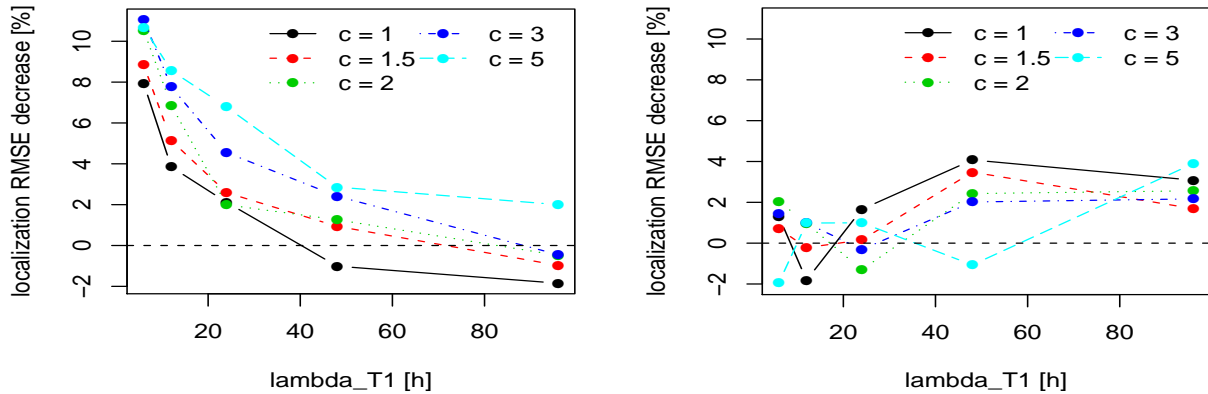 localization RMSE decrease [%]
10
8
6
4
2
0
−2
c = 1
c = 1.5
c = 2
c = 3
c = 5
20
40
60
80
lambda_T1 [h]
localization RMSE decrease [%]
10
8
6
4
2
0
−2
c = 1
c = 1.5
c = 2
c = 3
c = 5
20
40
60
80
lambda_T1 [h]